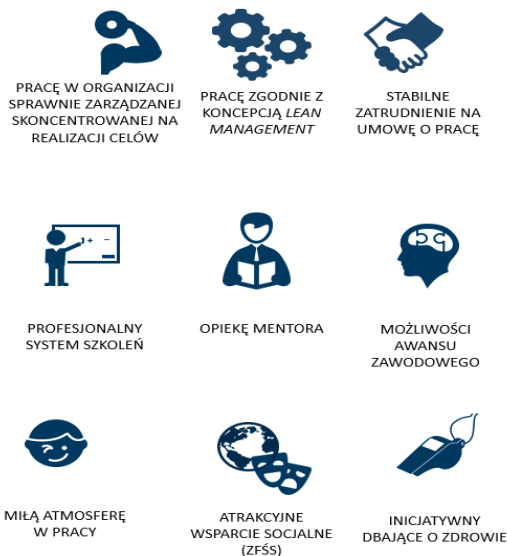 PRACĘ W ORGANIZACJI
SPRAWNIE ZARZĄDZANEJ
SKONCENTROWANEJ NA
REALIZACJI CELÓW
PRACĘ ZGODNIE Z
KONCEPCJĄ LEAN
MANAGEMENT
STABILNE
ZATRUDNIENIE NA
UMOWĘ O PRACĘ
PROFESJONALNY
SYSTEM SZKOLEŃ
OPIEKĘ MENTORA
MOŻLIWOŚCI
AWANSU
ZAWODOWEGO
MIŁĄ ATMOSFERĘ
W PRACY
ATRAKCYJNE
WSPARCIE SOCJALNE
(ZFŚS)
INICJATYWNY
DBAJĄCE O ZDROWIE